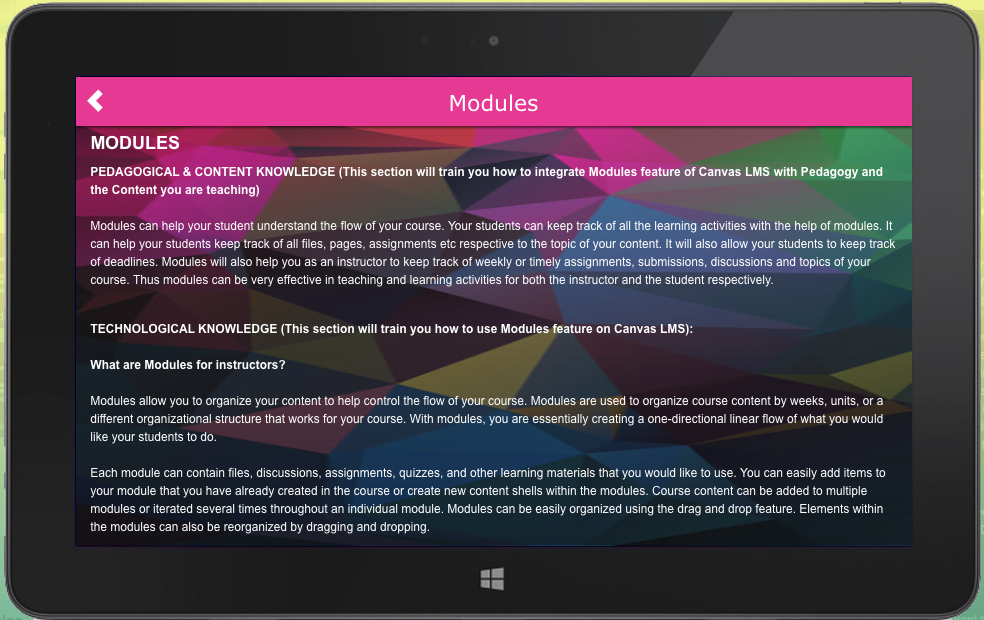 Modules
MODULES
PEDAGOGICAL & CONTENT KNOWLEDGE (This section will train you how to integrate Modules feature of Canvas LMS with Pedagogy and
the Content you are teaching)
Modules can help your student understand the flow of your course. Your students can keep track of all the learning activities with the help of modules. It
can help your students keep track of all files, pages, assignments etc respective to the topic of your content. It will also allow your students to keep track
of deadlines. Modules will also help you as an instructor to keep track of weekly or timely assignments, submissions, discussions and topics of your
course. Thus modules can be very effective in teaching and learning activities for both the instructor and the student respectively.
TECHNOLOGICAL KNOWLEDGE (This section will train you how to use Modules feature on Canvas LMS):
What are Modules for instructors?
Modules allow you to organize your content to help control the flow of your course. Modules are used to organize course content by weeks, units, or a
different organizational structure that works for your course. With modules, you are essentially creating a one-directional linear flow of what you would
like your students to do.
Each module can contain files, discussions, assignments, quizzes, and other learning materials that you would like to use. You can easily add items to
your module that you have already created in the course or create new content shells within the modules. Course content can be added to multiple
modules or iterated several times throughout an individual module. Modules can be easily organized using the drag and drop feature. Elements within
the modules can also be reorganized by dragging and dropping.